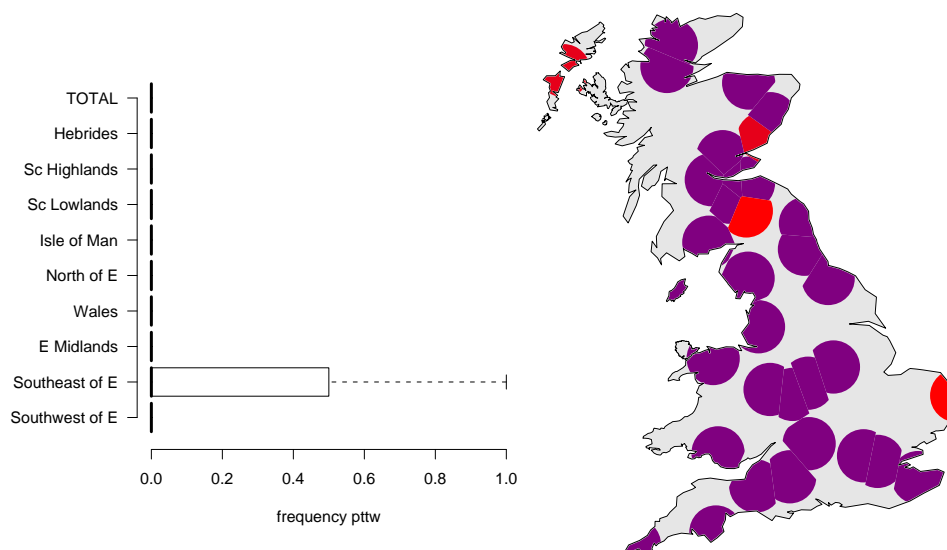 TOTAL
Hebrides
Sc Highlands
Sc Lowlands
Isle of Man
North of E
Wales
E Midlands
Southeast of E
Southwest of E
0.0 0.2 0.4 0.6 0.8 1.0
frequency pttw